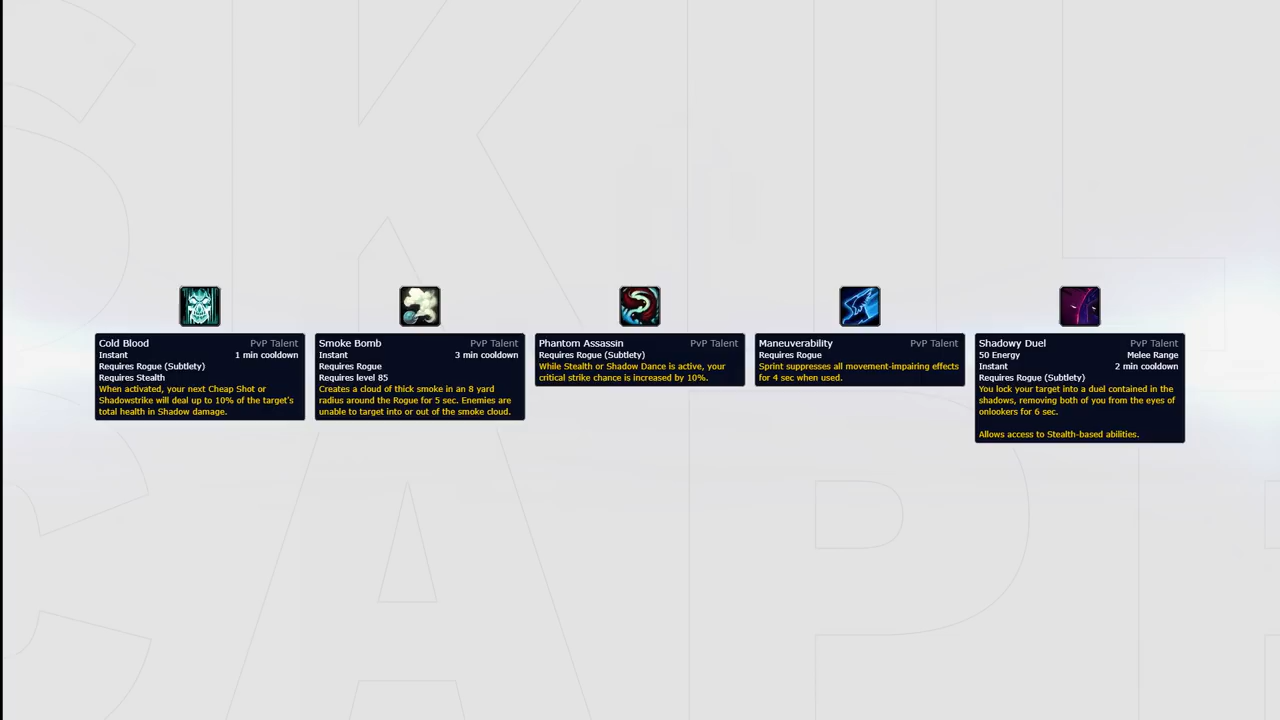 Cold Blood PvP Talent
Instant 1 min cooldown
Requires Rogue (Subtlety)
Requires Stealth
When activated, your next Cheap Shot or
Shadowstrike will deal up to 10% of the target's
total health in Shadow damage.
Smoke Bomb PvP Talent
Instant 3 min cooldown
Requires Rogue
Requires level 85
Creates a cloud of thick smoke in an 8 yard
radius around the Rogue for 5 sec. Enemies are
unable to target into or out of the smoke cloud.
Phantom Assassin PvP Talent
Requires Rogue (Subtlety)
While Stealth or Shadow Dance is active, your
critical strike chance is increased by 10%.
Maneuverability PvP Talent
Requires Rogue
Sprint suppresses all movement-impairing effects
for 4 sec when used.
Shadowy Duel PvP Talent
50 Energy Melee Range
Instant 2 min cooldown
Requires Rogue (Subtlety)
You lock your target into a duel contained in the
shadows, removing both of you from the eyes of
onlookers for 6 sec.
Allows access to Stealth-based abilities.
SKILL
CAPE